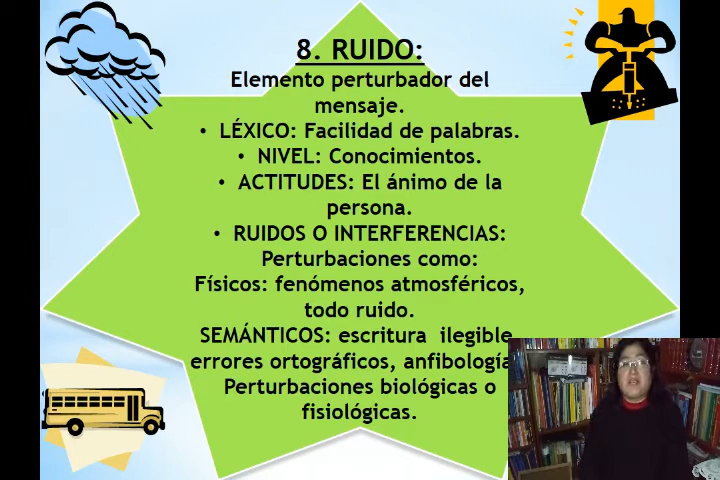 8. RUIDO:
Elemento perturbador del
mensaje.
• LÉXICO: Facilidad de palabras.
• NIVEL: Conocimientos.
• ACTITUDES: El ánimo de la
persona.
• RUIDOS O INTERFERENCIAS:
Perturbaciones como:
Físicos: fenómenos atmosféricos,
todo ruido.
SEMÁNTICOS: escritura ilegible
errores ortográficos, anfibología
Perturbaciones biológicas o
fisiológicas.